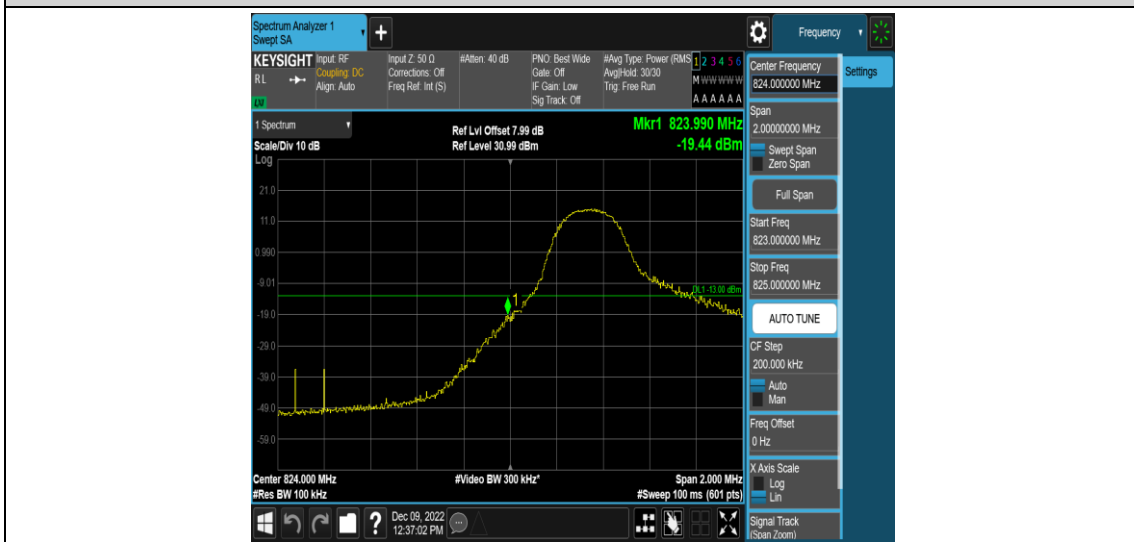 Spectrum Analyzer 1
Swept SA
+
Frequency
KEYSIGHT
RL
Input: RF
Coupling: DC
Align: Auto
Input Z: 50 Ω
Corrections: Off
Freq Ref: Int (S)
#Atten: 40 dB
PNO: Best Wide
Gate: Off
IF Gain: Low
Sig Track: Off
#Avg Type: Power (RMS
Avg|Hold: 30/30
Trig: Free Run
1 2 3 4 5 6
M W W W W W
A A A A A A
1 Spectrum
Scale/Div 10 dB
Log
Ref Lvl Offset 7.99 dB
Ref Level 30.99 dBm
Mkr1 823.990 MHz
-19.44 dBm
21.0
11.0
0.990
-9.01
-19.0
-29.0
-39.0
-49.0
-59.0
1
DL1 -13.00 dBm
Center 824.000 MHz
#Res BW 100 kHz
#Video BW 300 kHz*
Span 2.000 MHz
#Sweep 100 ms (601 pts)
Center Frequency
824.000000 MHz
Settings
Span
2.00000000 MHz
Swept Span
Zero Span
Full Span
Start Freq
823.000000 MHz
Stop Freq
825.000000 MHz
AUTO TUNE
CF Step
200.000 kHz
Auto
Man
Freq Offset
0 Hz
X Axis Scale
Log
Lin
Signal Track
(Span Zoom)
?
Dec 09, 2022
12:37:02 PM